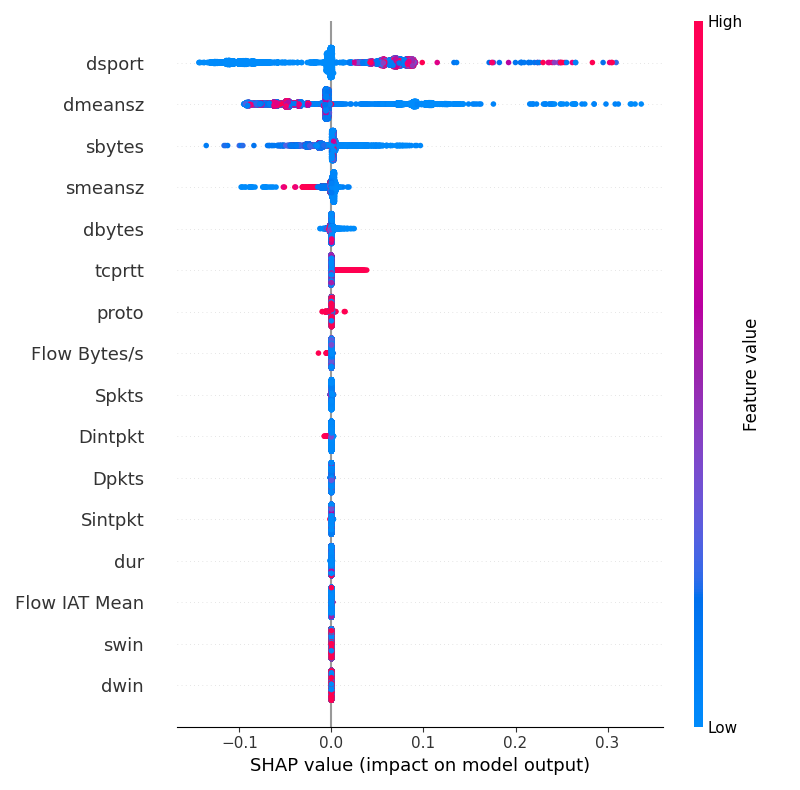 High
dsport
dmeansz
sbytes
smeansz
dbytes
tcprtt
proto
Flow Bytes/s
Spkts
Dintpkt
Dpkts
Sintpkt
dur
Flow IAT Mean
swin
dwin
Feature value
Low
−0.1 0.0 0.1 0.2 0.3
SHAP value (impact on model output)